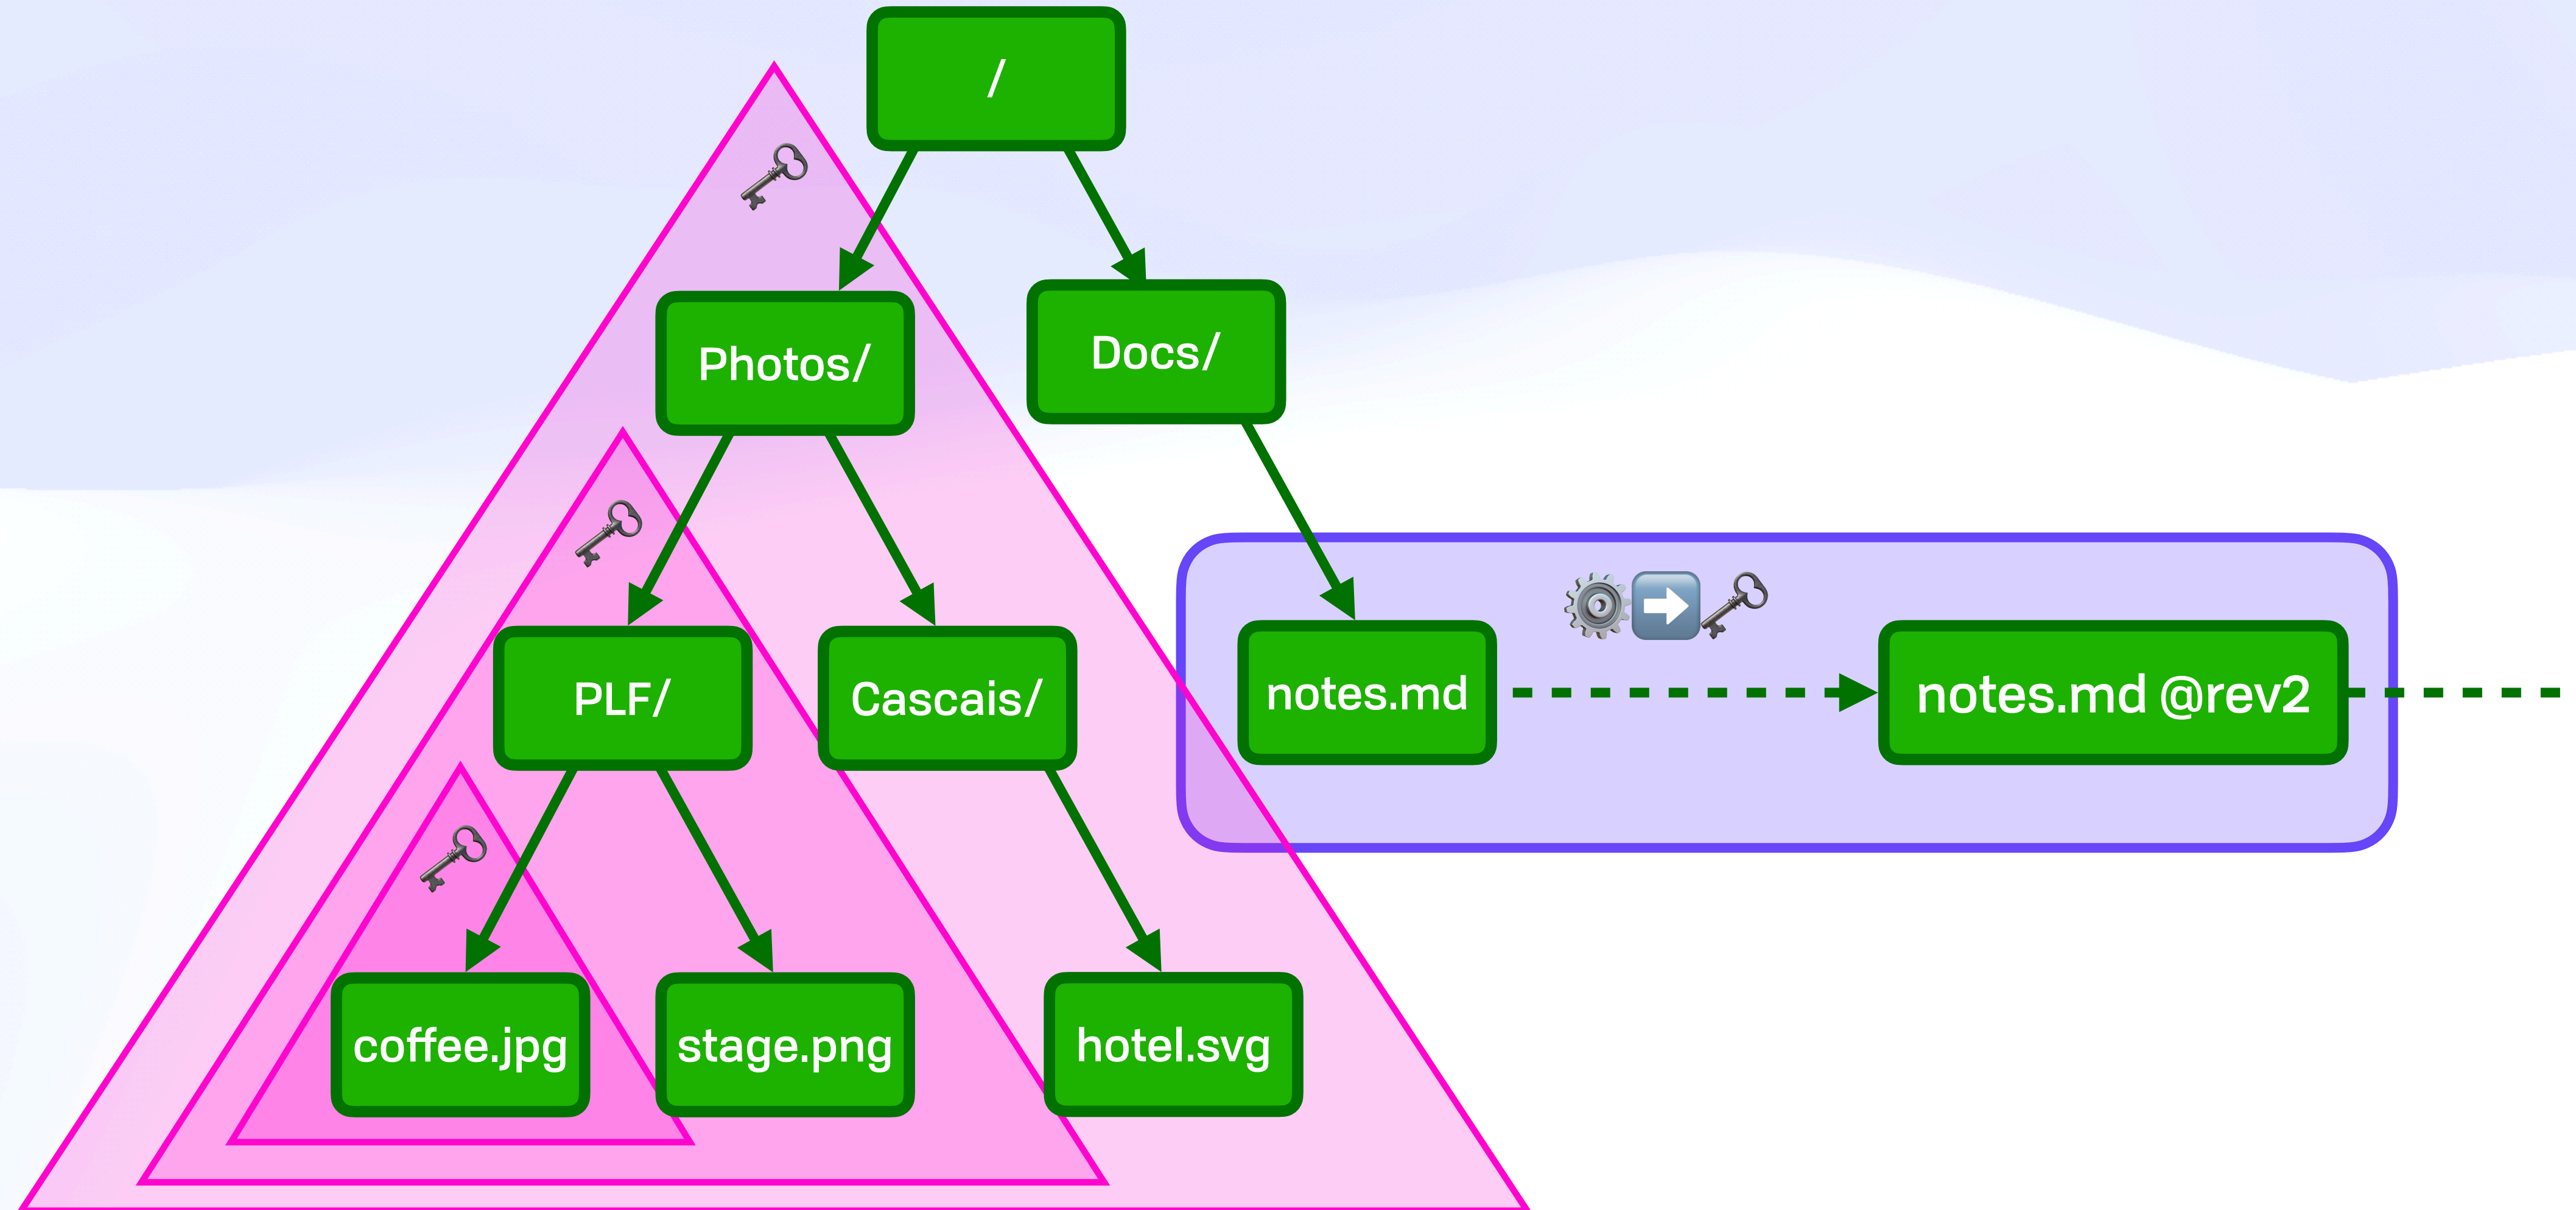 /
Photos/
Docs/
PLF/
Cascais/
notes.md
notes.md @rev2
coffee.jpg
stage.png
hotel.svg